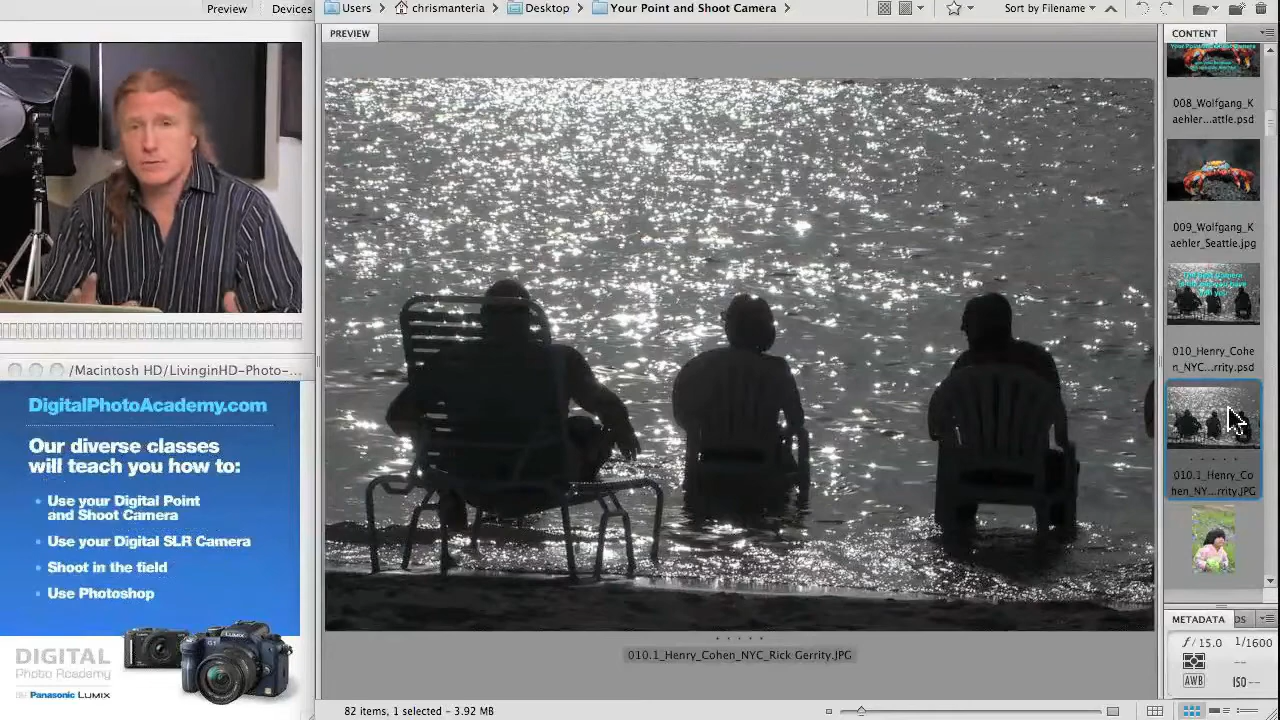 Preview
Devices
Users
chrismanteria
Desktop
Your Point and Shoot Camera
Sort by Filename
PREVIEW
CONTENT
008_Wolfgang_K
aehler...attle.psd
009_Wolfgang_K
aehler_Seattle.jpg
010_Henry_Cohe
n_NYC...rrity.psd
010.1_Henry_Co
hen_NY...rrity.JPG
/Macintosh HD/LivinginHD-Photo-...
DigitalPhotoAcademy.com
Our diverse classes
will teach you how to:
• Use your Digital Point
and Shoot Camera
• Use your Digital SLR Camera
• Shoot in the field
• Use Photoshop
LUMIX
G1
DIGITAL
Photo Academy
BY Panasonic LUMIX
010.1_Henry_Cohen_NYC_Rick Gerrity.JPG
82 items, 1 selected - 3.92 MB
METADATA
DS
f/15.0
1/1600
--
AWB
ISO--